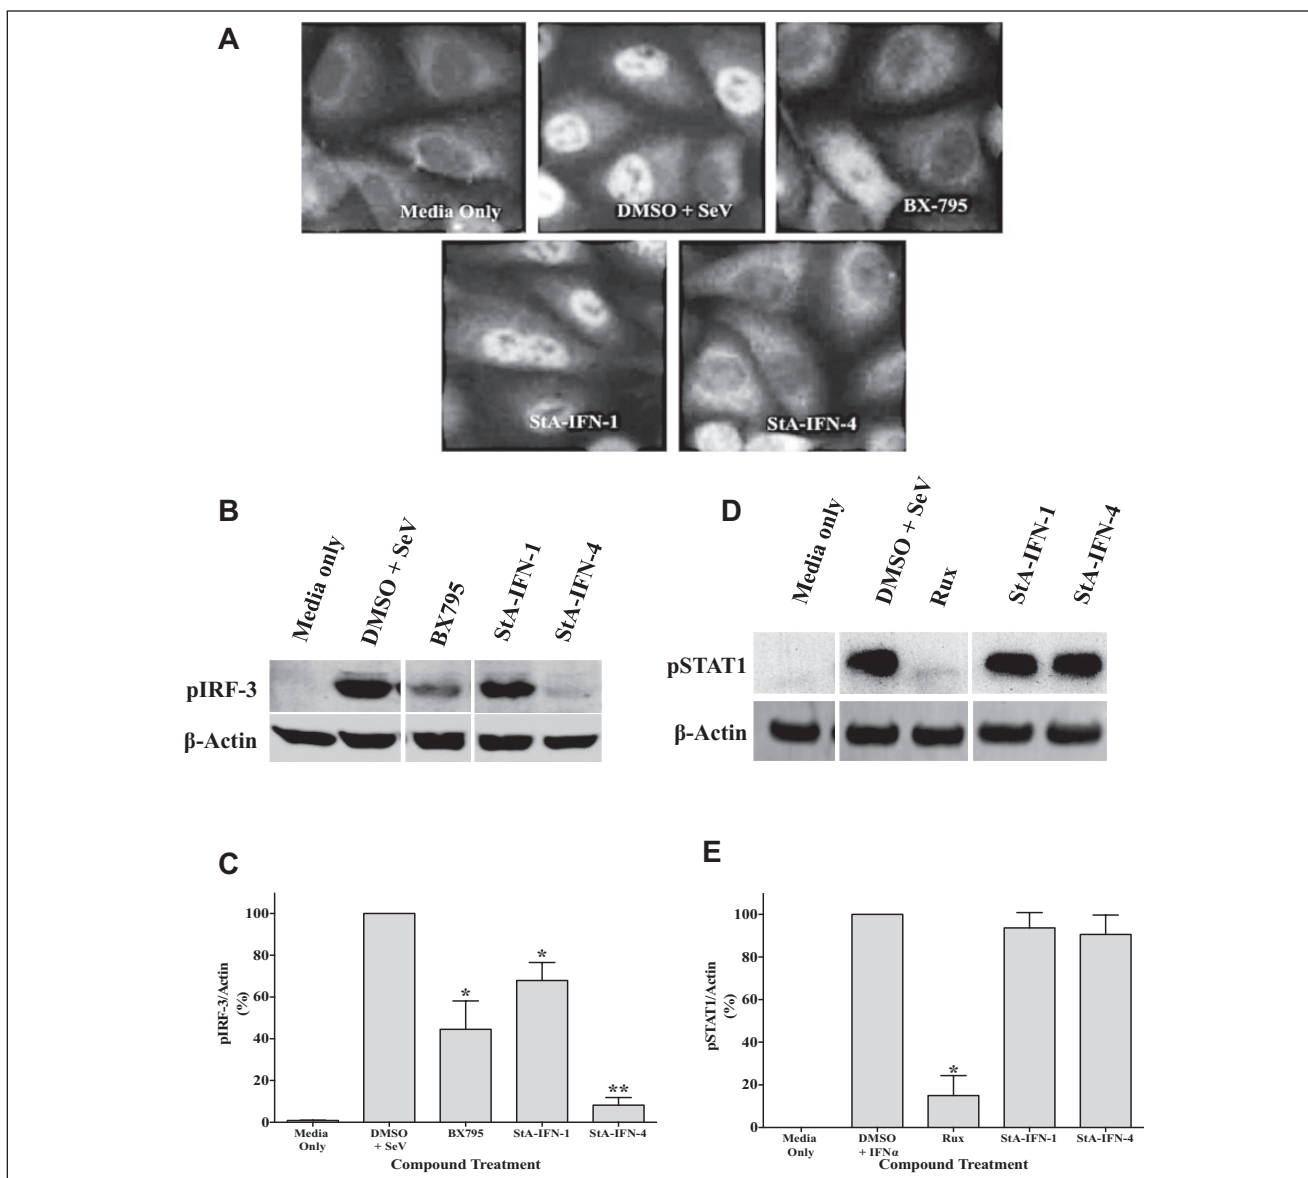 A
Media Only
DMSO + SeV
BX-795
StA-IFN-1
StA-IFN-4
B
Media only
DMSO + SeV
BX795
StA-IFN-1
StA-IFN-4
pIRF-3
β-Actin
D
Media only
DMSO + SeV
Rux
StA-IFN-1
StA-IFN-4
pSTAT1
β-Actin
C
pIRF-3/Actin
(%)
100
80
60
40
20
0
*
*
**
Media
Only
DMSO
+ SeV
BX795
StA-IFN-1
StA-IFN-4
Compound Treatment
E
pSTAT1/Actin
(%)
100
80
60
40
20
0
*
Media
Only
DMSO
+ IFNα
Rux
StA-IFN-1
StA-IFN-4
Compound Treatment